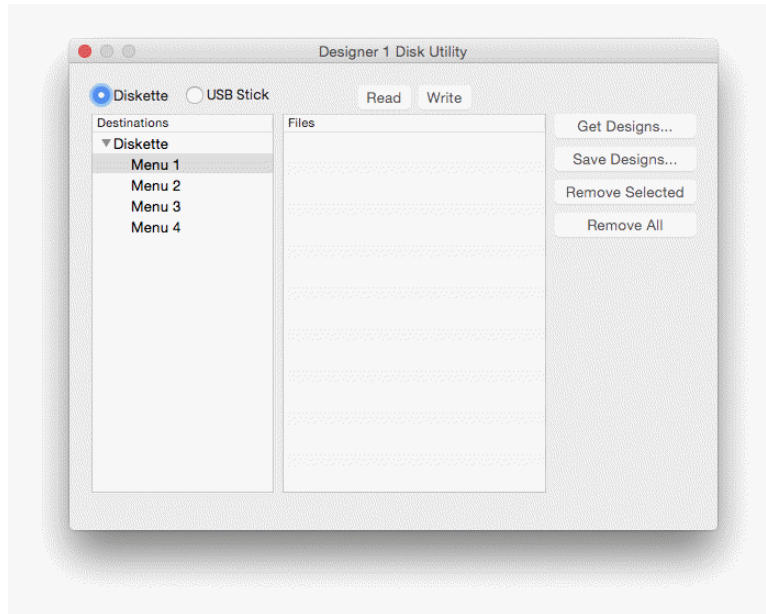 Designer 1 Disk Utility
Diskette USB Stick Read Write
Destinations Files
Diskette
Menu 1
Menu 2
Menu 3
Menu 4
Get Designs...
Save Designs...
Remove Selected
Remove All